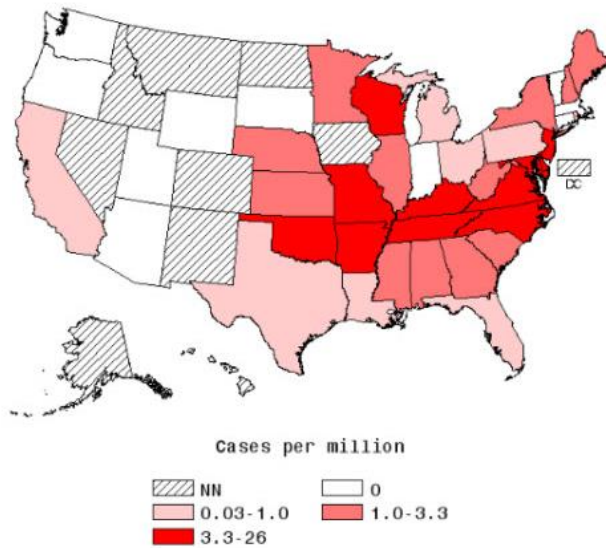 DC
Cases per million
NN
0
0.03-1.0
1.0-3.3
3.3-26